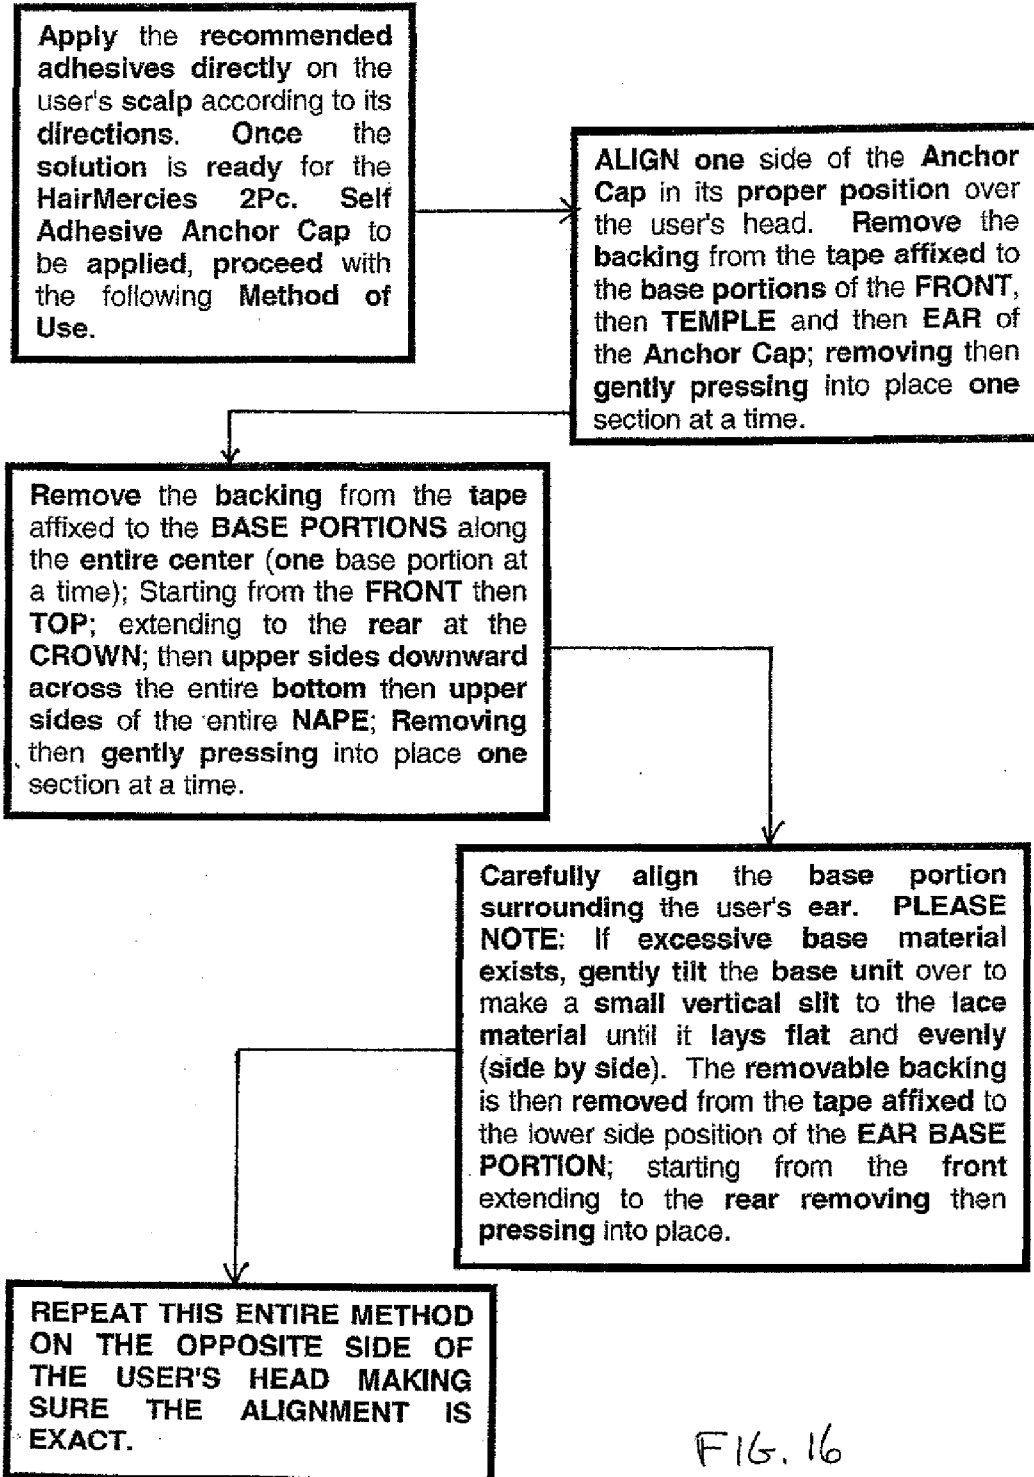 Apply the recommended
adhesives directly on the
user's scalp according to its
directions. Once the
solution is ready for the
HairMercies 2Pc. Self
Adhesive Anchor Cap to
be applied, proceed with
the following Method of
Use.
ALIGN one side of the Anchor
Cap in its proper position over
the user's head. Remove the
backing from the tape affixed to
the base portions of the FRONT,
then TEMPLE and then EAR of
the Anchor Cap; removing then
gently pressing into place one
section at a time.
Remove the backing from the tape
affixed to the BASE PORTIONS along
the entire center (one base portion at
a time); Starting from the FRONT then
TOP; extending to the rear at the
CROWN; then upper sides downward
across the entire bottom then upper
sides of the entire NAPE; Removing
then gently pressing into place one
section at a time.
Carefully align the base portion
surrounding the user's ear. PLEASE
NOTE: If excessive base material
exists, gently tilt the base unit over to
make a small vertical slit to the lace
material until it lays flat and evenly
(side by side). The removable backing
is then removed from the tape affixed to
the lower side position of the EAR BASE
PORTION; starting from the front
extending to the rear removing then
pressing into place.
REPEAT THIS ENTIRE METHOD
ON THE OPPOSITE SIDE OF
THE USER'S HEAD MAKING
SURE THE ALIGNMENT IS
EXACT.
FIG. 16